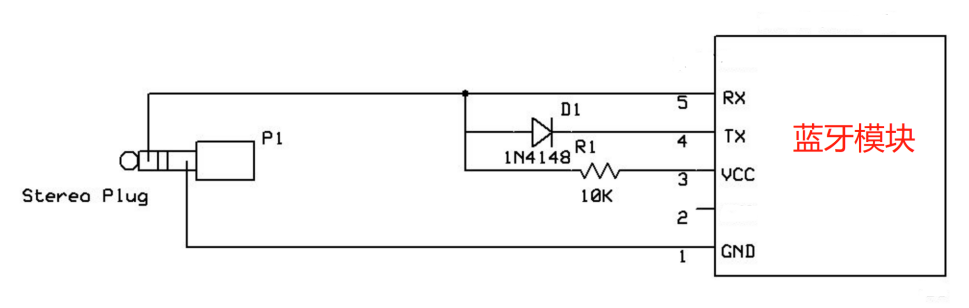 5 RX
D1
4 TX
蓝牙模块
P1
1N4148
R1
3 VCC
Stereo Plug
10K
2
1 GND